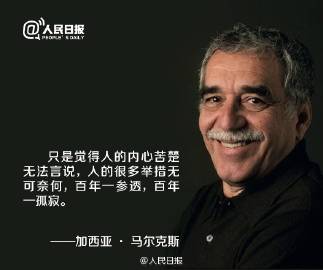 @人民日报
PEOPLE'S DAILY
只是觉得人的内心苦楚
无法言说，人的很多举措无
可奈何，百年一参透，百年
一孤寂。
——加西亚·马尔克斯
@人民日报